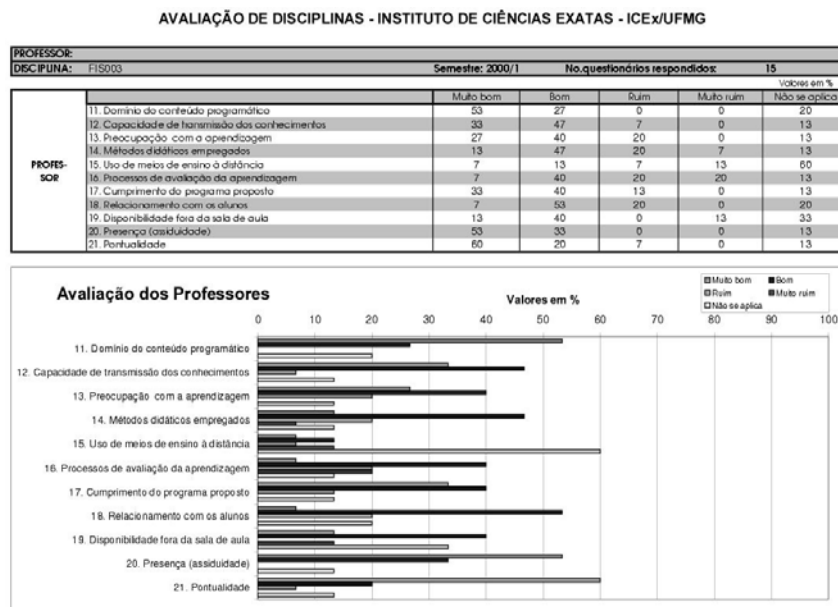 AVALIAÇÃO DE DISCIPLINAS - INSTITUTO DE CIÊNCIAS EXATAS - ICEx/UFMG
PROFESSOR:
DISCIPLINA: FIS003 Semestre: 2000/1 No.questionários respondidos: 15
Valores em %
Muito bom Bom Ruim Muito ruim Não se aplica
PROFES-SOR
11. Domínio do conteúdo programático 53 27 0 0 20
12. Capacidade de transmissão dos conhecimentos 33 47 7 0 13
13. Preocupação com a aprendizagem 27 40 20 0 13
14. Métodos didáticos empregados 13 47 20 7 13
15. Uso de meios de ensino à distância 7 13 7 13 60
16. Processos de avaliação da aprendizagem 7 40 20 20 13
17. Cumprimento do programa proposto 33 40 13 0 13
18. Relacionamento com os alunos 7 53 20 0 20
19. Disponibilidade fora da sala de aula 13 40 0 13 33
20. Presença (assiduidade) 53 33 0 0 13
21. Pontualidade 60 20 7 0 13
Avaliação dos Professores
Valores em %
Muito bom Bom
Ruim Muito ruim
Não se aplica
0 10 20 30 40 50 60 70 80 90 100
11. Domínio do conteúdo programático
12. Capacidade de transmissão dos conhecimentos
13. Preocupação com a aprendizagem
14. Métodos didáticos empregados
15. Uso de meios de ensino à distância
16. Processos de avaliação da aprendizagem
17. Cumprimento do programa proposto
18. Relacionamento com os alunos
19. Disponibilidade fora da sala de aula
20. Presença (assiduidade)
21. Pontualidade